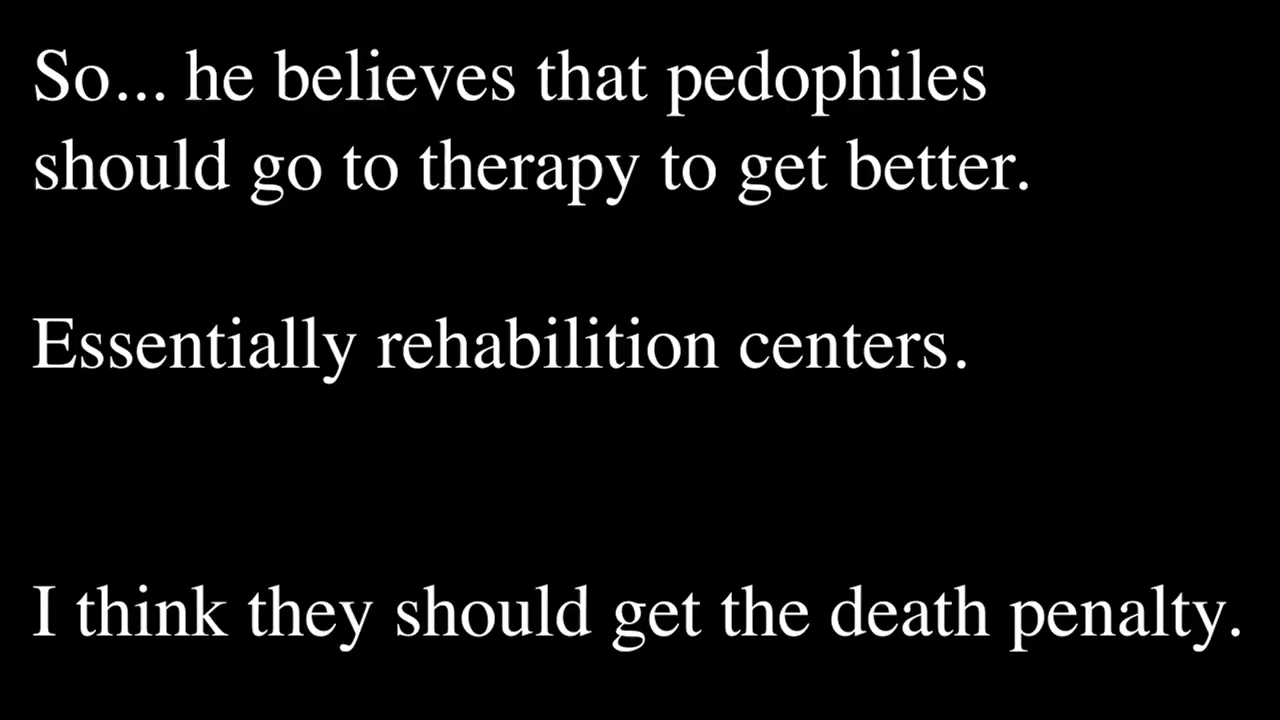 So... he believes that pedophiles
should go to therapy to get better.
Essentially rehabilition centers.
I think they should get the death penalty.